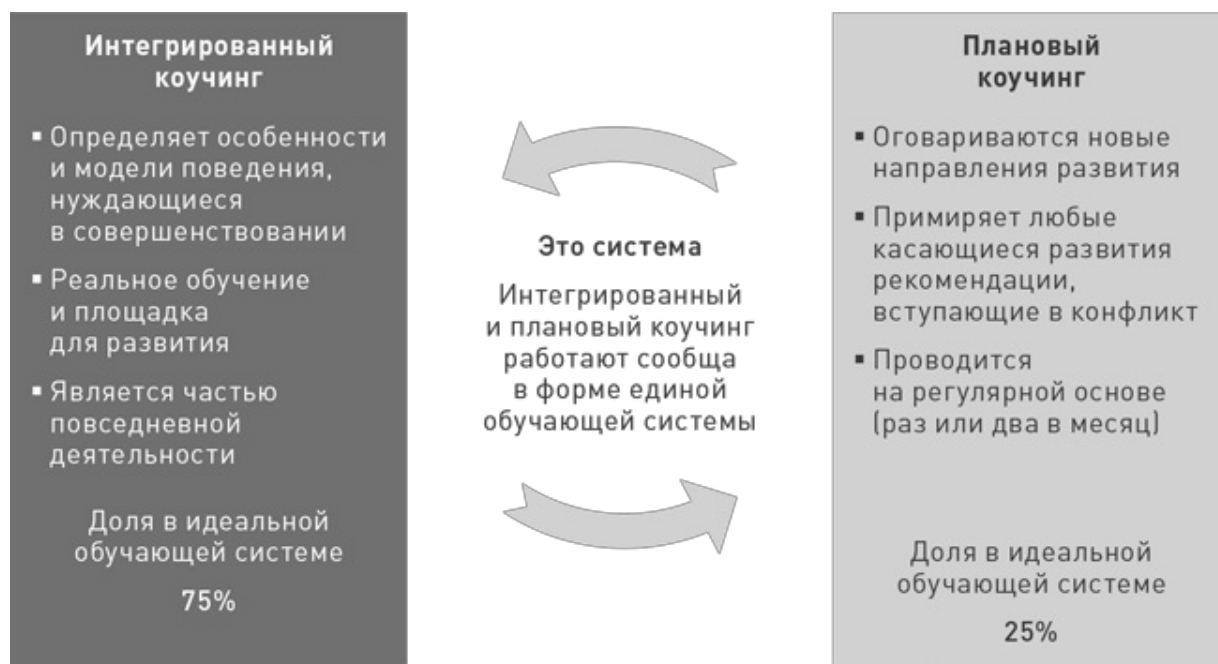 Интегрированный
коучинг
▪ Определяет особенности
и модели поведения,
нуждающиеся
в совершенствовании
▪ Реальное обучение
и площадка
для развития
▪ Является частью
повседневной
деятельности
Доля в идеальной
обучающей системе
75%
Это система
Интегрированный
и плановый коучинг
работают сообща
в форме единой
обучающей системы
Плановый
коучинг
▪ Оговариваются новые
направления развития
▪ Примиряет любые
касающиеся развития
рекомендации,
вступающие в конфликт
▪ Проводится
на регулярной основе
(раз или два в месяц)
Доля в идеальной
обучающей системе
25%